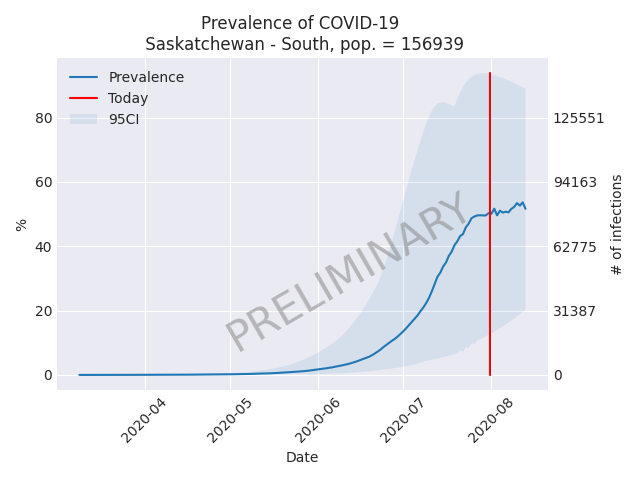 Prevalence of COVID-19
Saskatchewan - South, pop. = 156939
Prevalence
Today
95CI
80
60
40
20
0
%
125551
94163
62775
31387
0
# of infections
PRELIMINARY
2020-04
2020-05
2020-06
2020-07
2020-08
Date